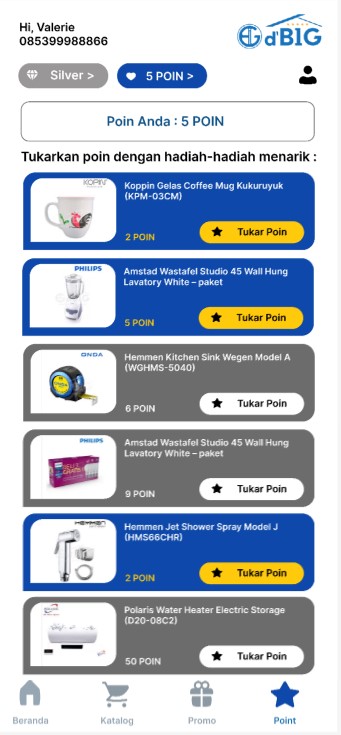 Hi, Valerie
085399988866
d'BIG
Silver >
5 POIN >
Poin Anda : 5 POIN
Tukarkan poin dengan hadiah-hadiah menarik :
KOPIN
Koppin Gelas Coffee Mug Kukuruyuk
(KPM-03CM)
2 POIN
Tukar Poin
PHILIPS
Amstad Wastafel Studio 45 Wall Hung
Lavatory White – paket
5 POIN
Tukar Poin
ONDA
Hemmen Kitchen Sink Wegen Model A
(WGHMS-5040)
6 POIN
Tukar Poin
PHILIPS
Amstad Wastafel Studio 45 Wall Hung
Lavatory White – paket
9 POIN
Tukar Poin
HEMMEN
Hemmen Jet Shower Spray Model J
(HMS66CHR)
2 POIN
Tukar Poin
Polaris Water Heater Electric Storage
(D20-08C2)
50 POIN
Tukar Poin
Beranda
Katalog
Promo
Point